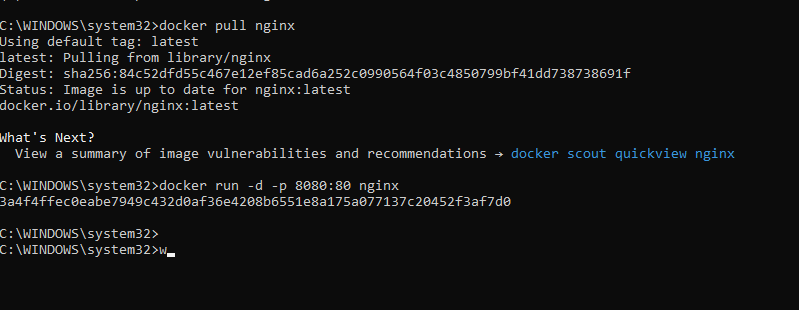 C:\WINDOWS\system32>docker pull nginx
Using default tag: latest
latest: Pulling from library/nginx
Digest: sha256:84c52dfd55c467e12ef85cad6a252c0990564f03c4850799bf41dd738738691f
Status: Image is up to date for nginx:latest
docker.io/library/nginx:latest
What's Next?
View a summary of image vulnerabilities and recommendations → docker scout quickview nginx
C:\WINDOWS\system32>docker run -d -p 8080:80 nginx
3a4f4ffec0eabe7949c432d0af36e4208b6551e8a175a077137c20452f3af7d0
C:\WINDOWS\system32>
C:\WINDOWS\system32>w